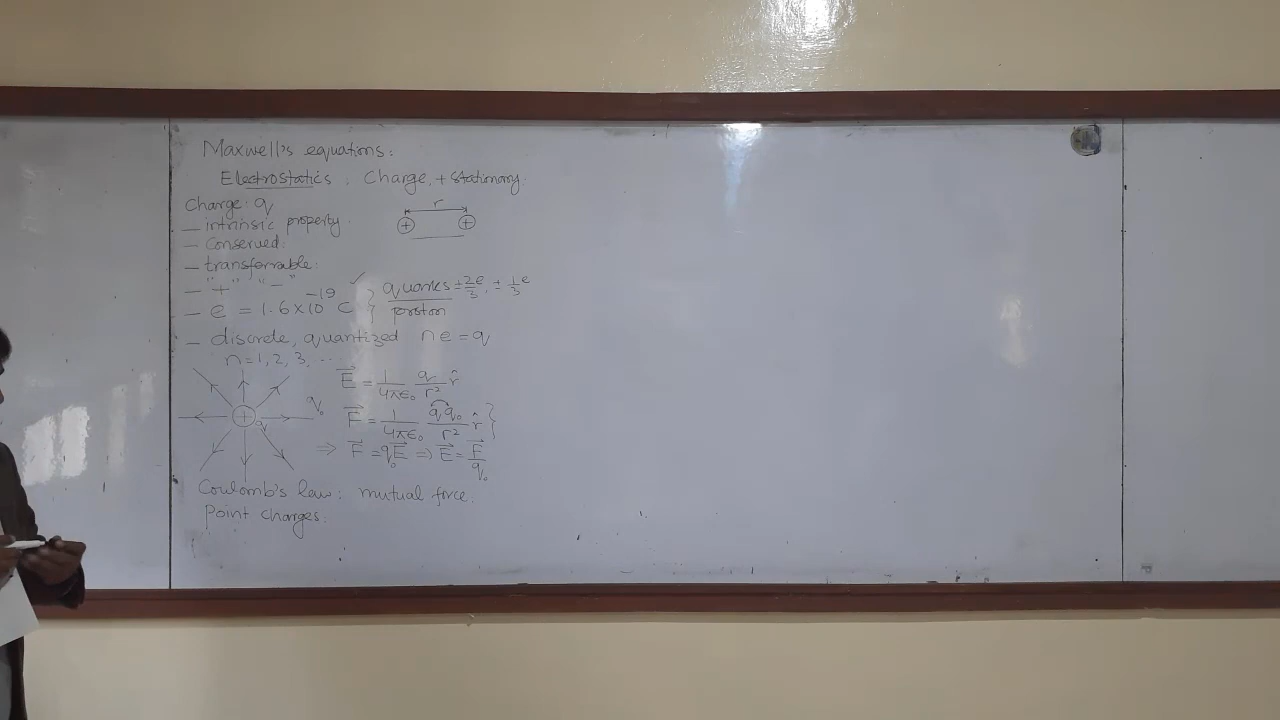 Maxwell's equations:
Electrostatics, Charge, + stationary.
Charge: q
r
— intrinsic property.
+ +
— Conserved.
— transferrable.
— "+" "-" ✓
quarks ± 2e/3, ± 1/3 e
— e = 1.6×10⁻¹⁹ C }
— discrete, quantized ne = q
n = 1, 2, 3, ...
E⃗ = 1/4πε₀ q/r² r̂
+ q q₀
F⃗ = 1/4πε₀ q q₀/r² r̂ }
⇒ F⃗ = q₀E⃗ ⇒ E⃗ = F⃗/q₀
Coulomb's law: mutual force.
Point charges.